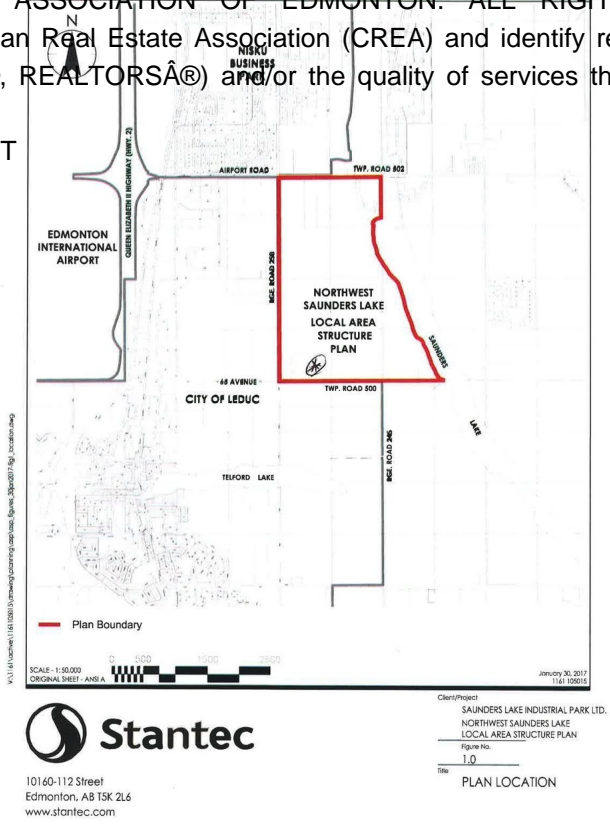 ASSOCIATION OF EDMONTON. ALL RIGHT
an Real Estate Association (CREA) and identify re
, REALTORSÂ®) and/or the quality of services th
T
N
NISKU
BUSINESS
PARK
AIRPORT ROAD
TWP. ROAD 502
QUEEN ELIZABETH II HIGHWAY (HWY. 2)
EDMONTON
INTERNATIONAL
AIRPORT
RGE. ROAD 250
NORTHWEST
SAUNDERS LAKE
LOCAL AREA
STRUCTURE
PLAN
SAUNDERS
LAKE
65 AVENUE
TWP. ROAD 500
CITY OF LEDUC
RGE. ROAD 245
TELFORD LAKE
Plan Boundary
0 500 1500 2500
SCALE - 1:50,000
ORIGINAL SHEET - ANSI A
January 30, 2017
1161 105015
Stantec
10160-112 Street
Edmonton, AB T5K 2L6
www.stantec.com
Client/Project
SAUNDERS LAKE INDUSTRIAL PARK LTD.
NORTHWEST SAUNDERS LAKE
LOCAL AREA STRUCTURE PLAN
Figure No.
1.0
Title
PLAN LOCATION